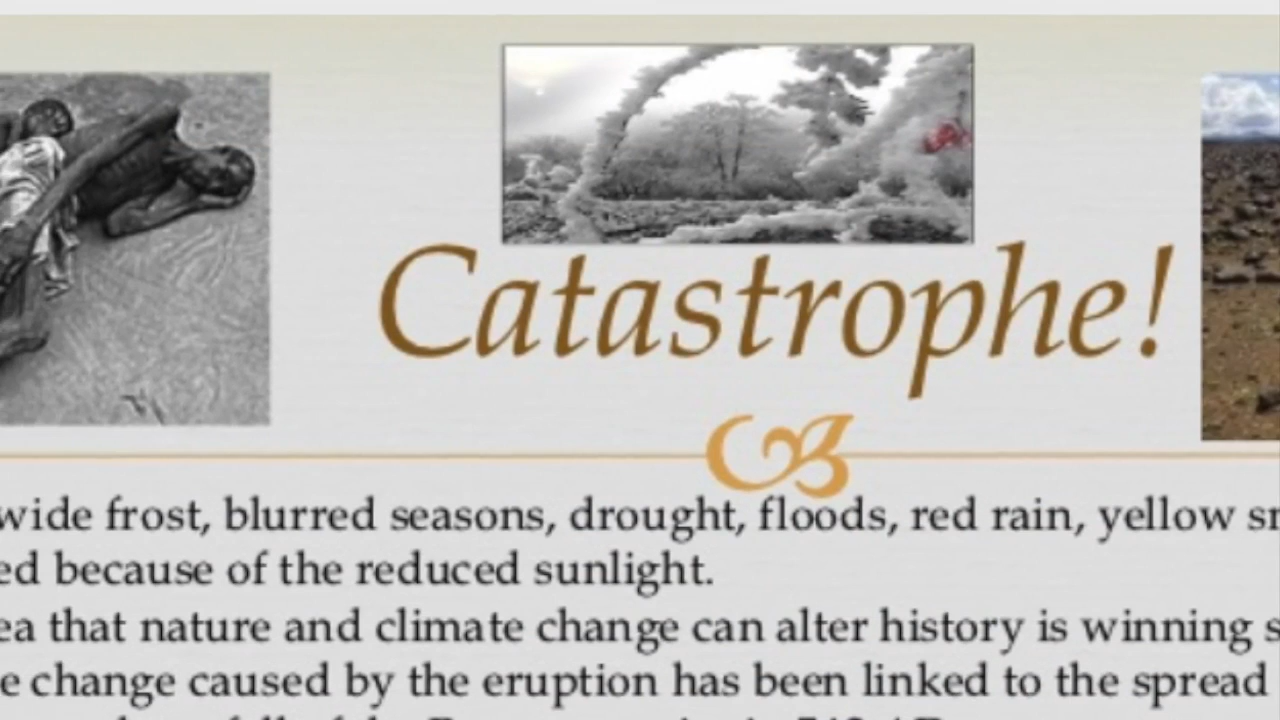 Catastrophe!
wide frost, blurred seasons, drought, floods, red rain, yellow
ed because of the reduced sunlight.
ea that nature and climate change can alter history is winning
e change caused by the eruption has been linked to the spread